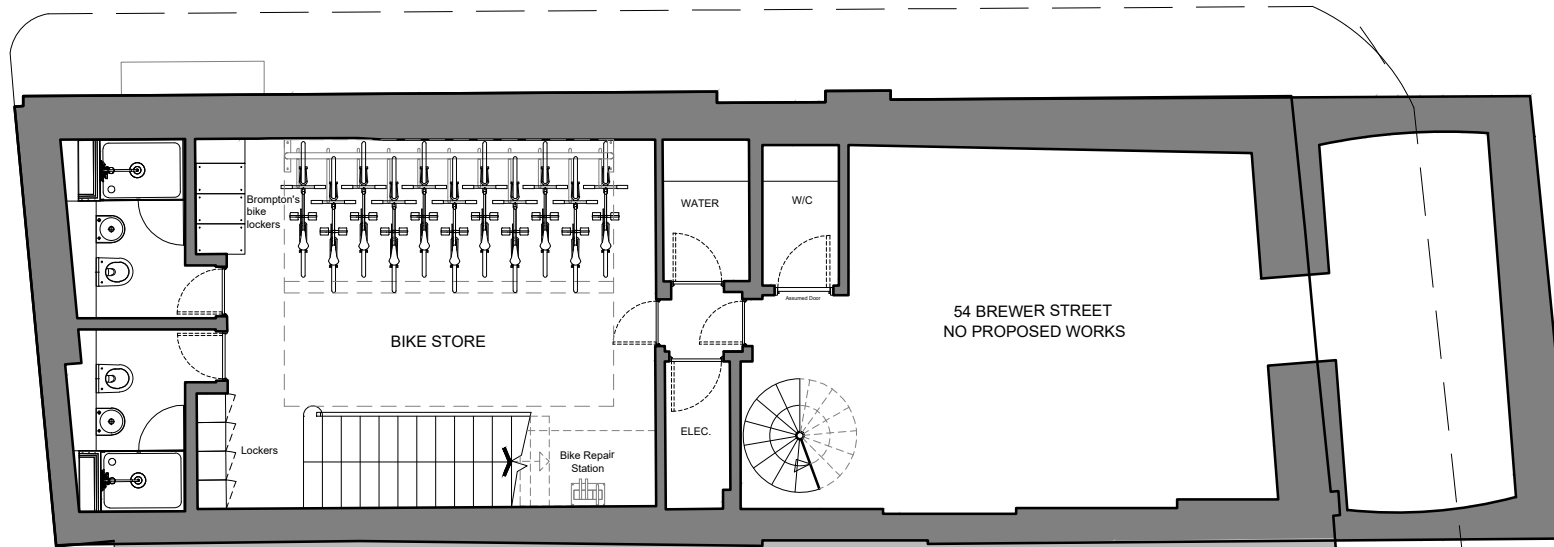 Brompton's
bike
lockers
WATER
W/C
Assumed Door
54 BREWER STREET
NO PROPOSED WORKS
BIKE STORE
ELEC.
Lockers
Bike Repair
Station